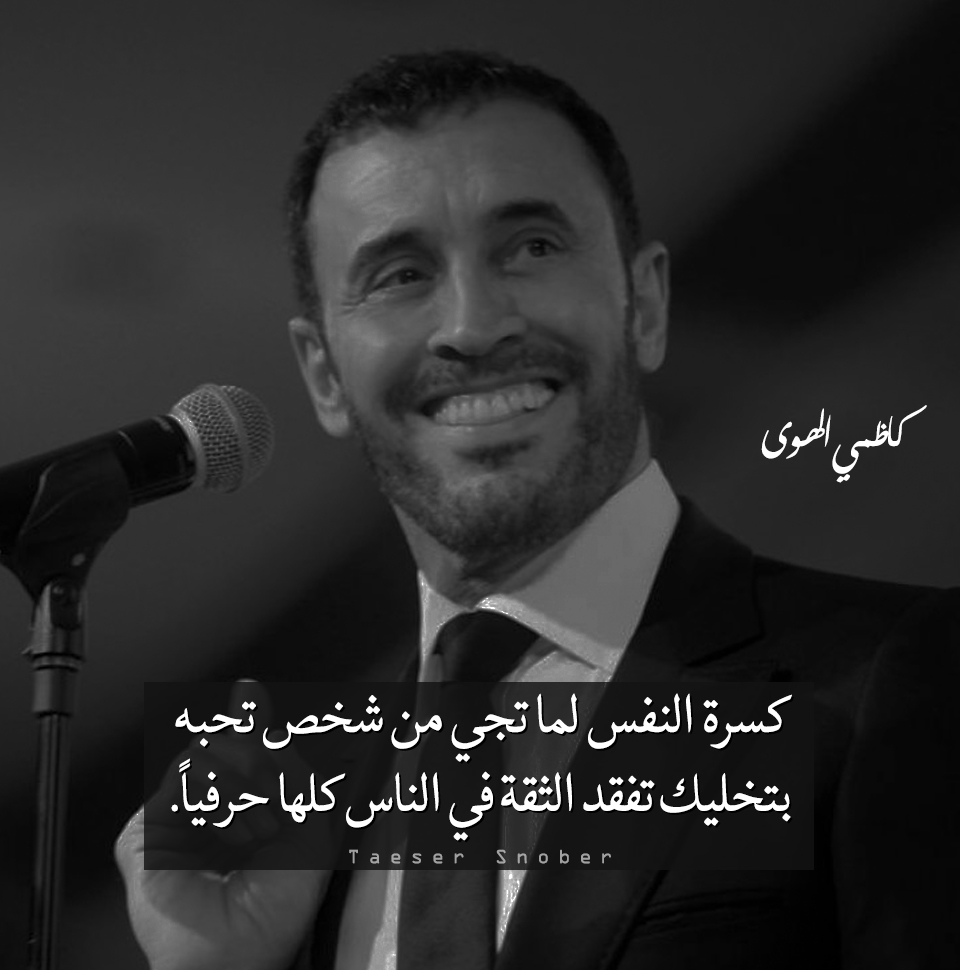 كاظمي الهوى
كسرة النفس لما تجي من شخص تحبه
بتخليك تفقد الثقة في الناس كلها حرفياً.
Taeser Snober